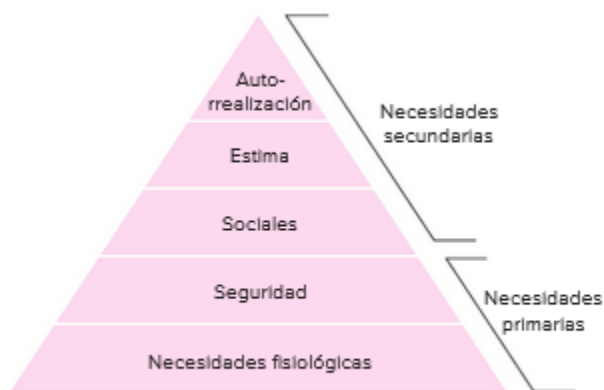 Auto-
rrealización
Necesidades
secundarias
Estima
Sociales
Seguridad
Necesidades
primarias
Necesidades fisiológicas